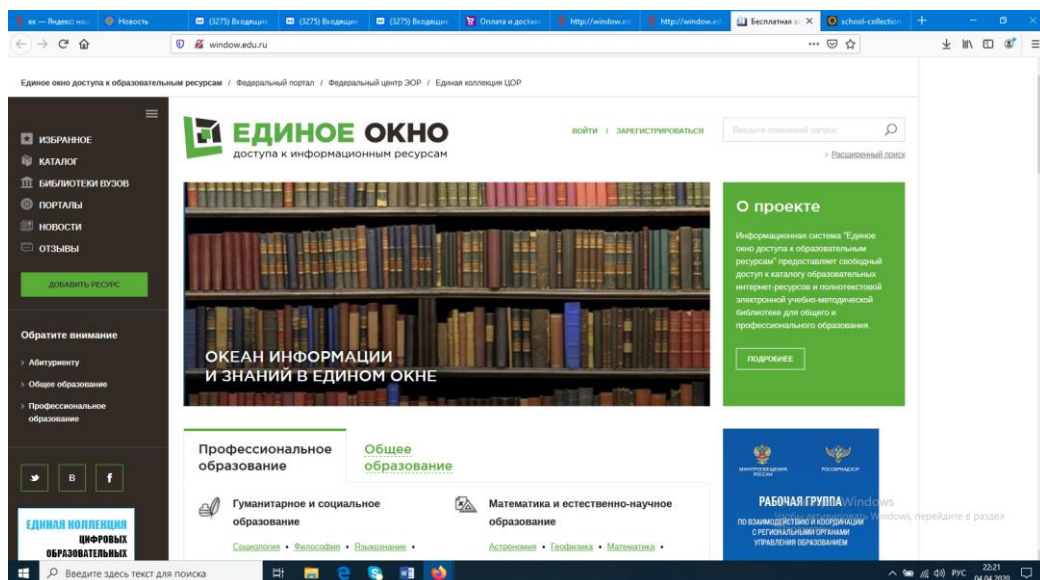 вк — Яндекс: на
Новость
(3275) Входящие
(3275) Входящие
(3275) Входящие
Оплата и достав
http://window.ed
http://window.ed
Бесплатная эл
school-collection
window.edu.ru
Единое окно доступа к образовательным ресурсам / Федеральный портал / Федеральный центр ЭОР / Единая коллекция ЦОР
ИЗБРАННОЕ
КАТАЛОГ
БИБЛИОТЕКИ ВУЗОВ
ПОРТАЛЫ
НОВОСТИ
ОТЗЫВЫ
ДОБАВИТЬ РЕСУРС
Обратите внимание
› Абитуриенту
› Общее образование
› Профессиональное
образование
В f
ЕДИНАЯ КОЛЛЕКЦИЯ
ЦИФРОВЫХ
ОБРАЗОВАТЕЛЬНЫХ
ЕДИНОЕ ОКНО
доступа к информационным ресурсам
ВОЙТИ / ЗАРЕГИСТРИРОВАТЬСЯ
Введите поисковой запрос
› Расширенный поиск
ОКЕАН ИНФОРМАЦИИ
И ЗНАНИЙ В ЕДИНОМ ОКНЕ
О проекте
Информационная система "Единое
окно доступа к образовательным
ресурсам" предоставляет свободный
доступ к каталогу образовательных
интернет-ресурсов и полнотекстовой
электронной учебно-методической
библиотеке для общего и
профессионального образования.
ПОДРОБНЕЕ
Профессиональное
образование
Общее
образование
Гуманитарное и социальное
образование
Социология • Философия • Языкознание •
Математика и естественно-научное
образование
Астрономия • Геофизика • Математика •
МИНПРОСВЕЩЕНИЯ
РОССИИ
РОСОБРНАДЗОР
РАБОЧАЯ ГРУППА
ПО ВЗАИМОДЕЙСТВИЮ И КООРДИНАЦИИ
С РЕГИОНАЛЬНЫМИ ОРГАНАМИ
УПРАВЛЕНИЯ ОБРАЗОВАНИЕМ
Windows
Чтобы активировать Windows, перейдите в раздел
Введите здесь текст для поиска
РУС
22:21
04.04.2020